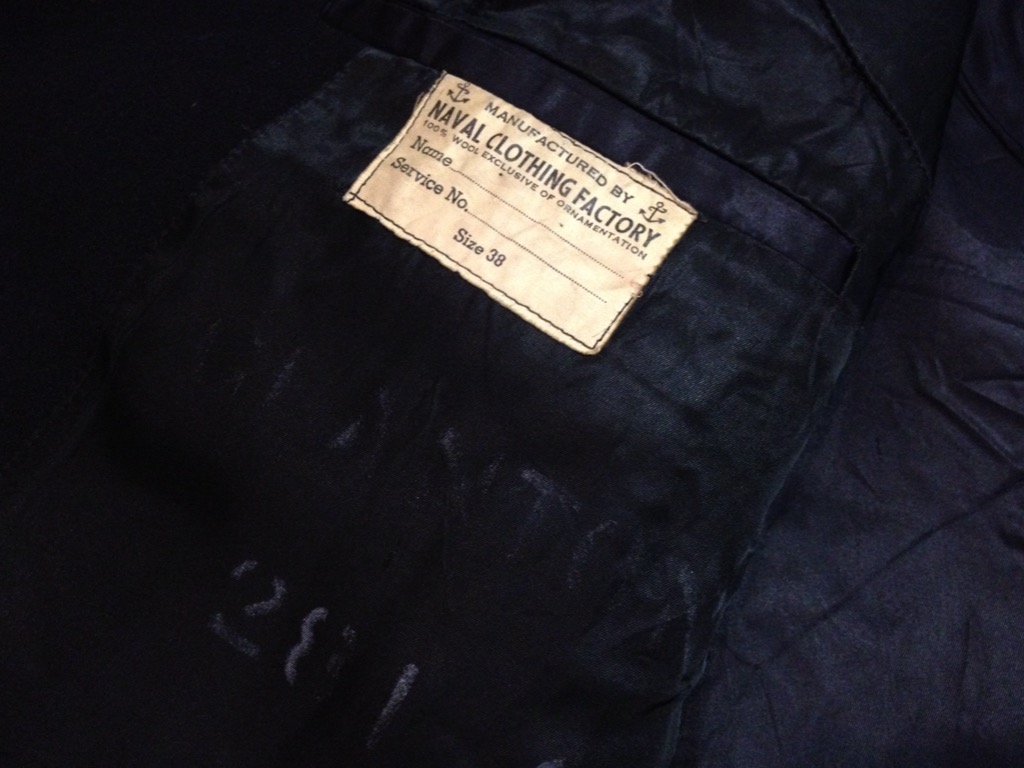 MANUFACTURED BY
NAVAL CLOTHING FACTORY
100% WOOL EXCLUSIVE OF ORNAMENTATION
Name
Service No.
Size 38